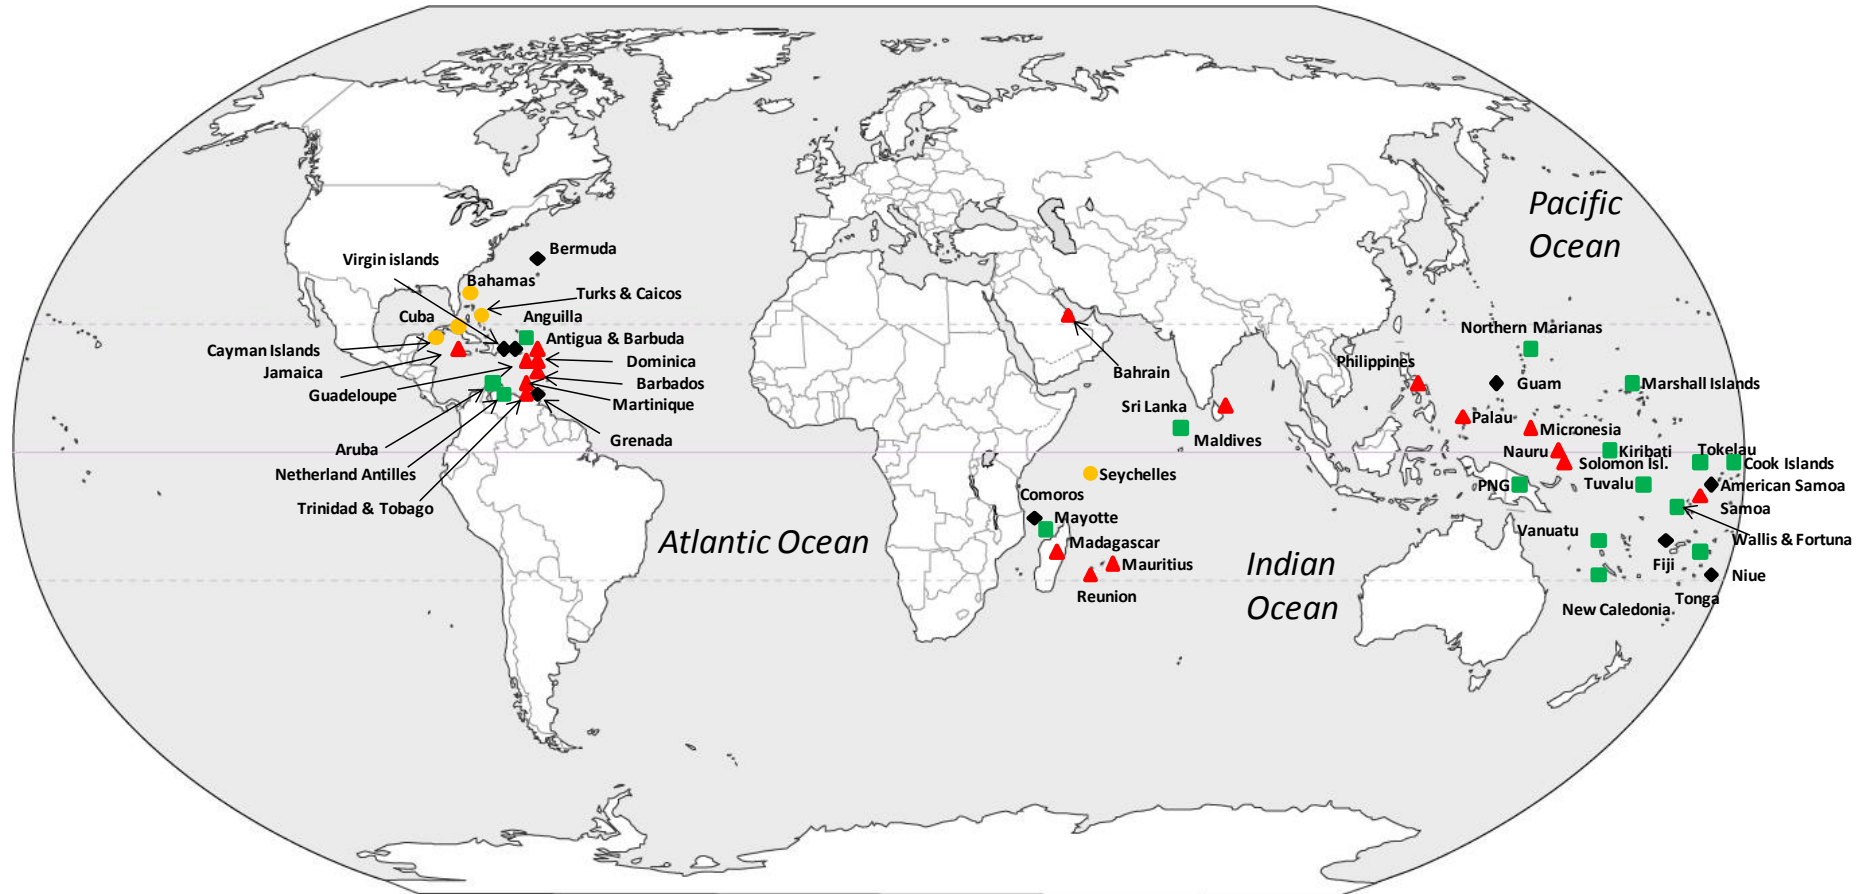 Pacific
Ocean
Bermuda
Virgin islands
Bahamas
Turks & Caicos
Cuba
Anguilla
Antigua & Barbuda
Cayman Islands
Dominica
Jamaica
Barbados
Guadeloupe
Martinique
Grenada
Aruba
Netherland Antilles
Trinidad & Tobago
Atlantic Ocean
Bahrain
Sri Lanka
Maldives
Seychelles
Comoros
Mayotte
Madagascar
Mauritius
Reunion
Indian
Ocean
Northern Marianas
Philippines
Guam
Marshall Islands
Palau
Micronesia
Nauru
Kiribati
Tokelau
Solomon Isl.
Cook Islands
PNG
Tuvalu
American Samoa
Samoa
Vanuatu
Wallis & Fortuna
Fiji
Niue
Tonga
New Caledonia